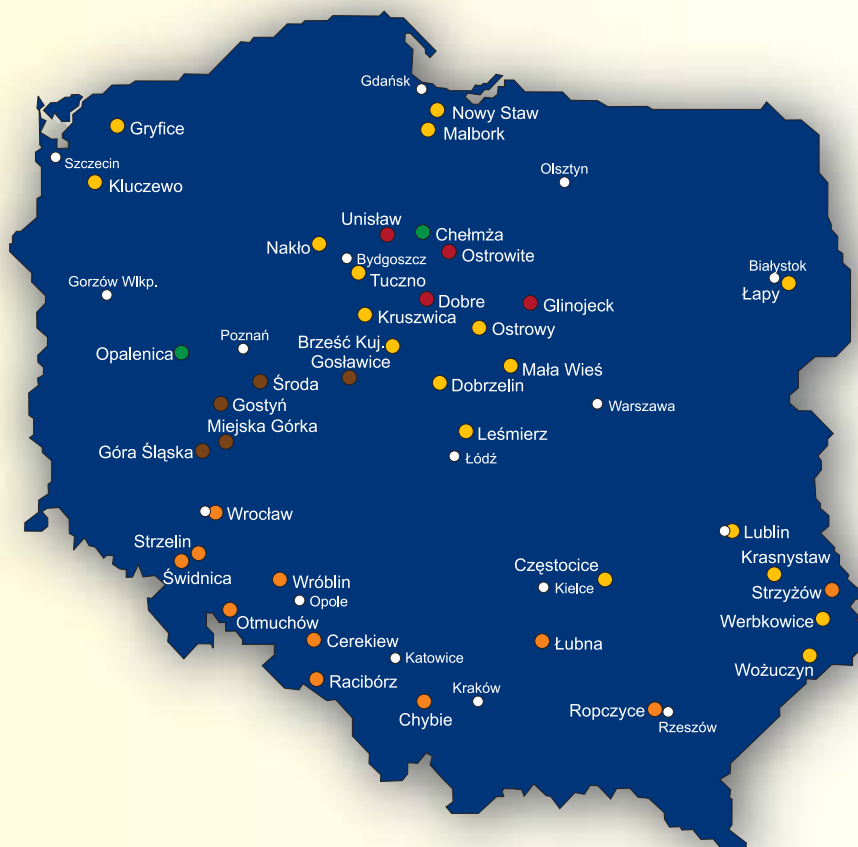 Gdańsk
Nowy Staw
Gryfice
Malbork
Szczecin
Olsztyn
Kluczewo
Unisław
Chełmża
Nakło
Ostrowite
Bydgoszcz
Białystok
Tuczno
Gorzów Wlkp.
Łapy
Dobre
Glinojeck
Kruszwica
Ostrowy
Poznań
Brześć Kuj.
Opalenica
Gosławice
Mała Wieś
Środa
Dobrzelin
Gostyń
Warszawa
Miejska Górka
Leśmierz
Góra Śląska
Łódź
Wrocław
Lublin
Strzelin
Krasnystaw
Częstocice
Świdnica
Wróblin
Kielce
Strzyżów
Opole
Otmuchów
Werbkowice
Cerekiew
Łubna
Katowice
Wożuczyn
Racibórz
Kraków
Chybie
Ropczyce
Rzeszów